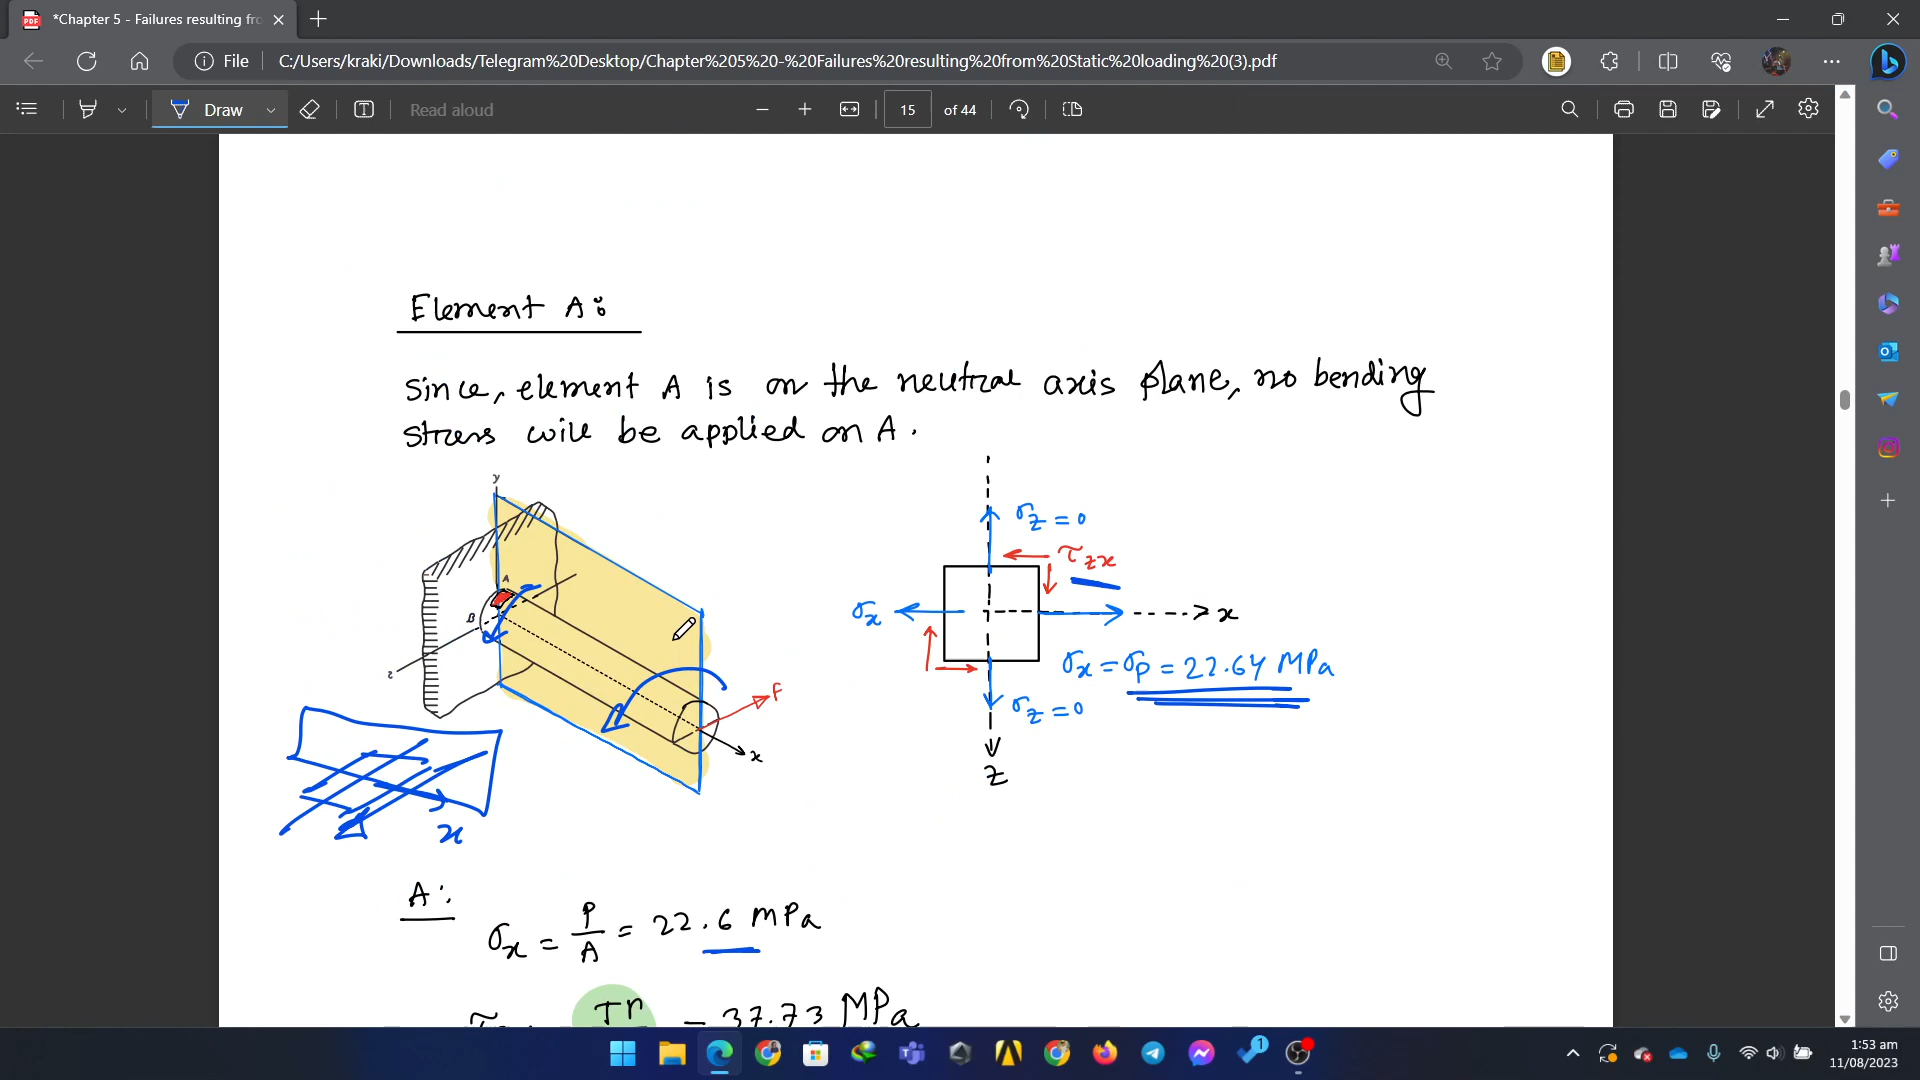 *Chapter 5 - Failures resulting fro
File
C:/Users/kraki/Downloads/Telegram%20Desktop/Chapter%205%20-%20Failures%20resulting%20from%20Static%20loading%20(3).pdf
Draw
Read aloud
15
of 44
Element A:
Since, element A is on the neutral axis plane, no bending
stress will be applied on A.
y
σz = 0
A
τzx
B
σx
x
z
σx = σp = 22.64 MPa
F
σz = 0
x
z
x
A:
σx = P/A = 22.6 MPa
Tr
= 37.73 MPa
1
1:53 am
11/08/2023